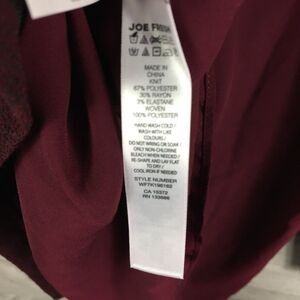 JOE FRESH
MADE IN
CHINA
KNIT
67% POLYESTER
30% RAYON
3% ELASTANE
WOVEN
100% POLYESTER
HAND WASH COLD /
WASH WITH LIKE
COLOURS /
DO NOT WRING OR SOAK /
ONLY NON-CHLORINE
BLEACH WHEN NEEDED /
RE-SHAPE AND LAY FLAT
TO DRY /
COOL IRON IF NEEDED
STYLE NUMBER
WF7K196162
CA 15372
RN 133686